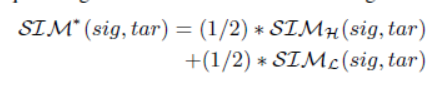 SIM*(sig, tar) = (1/2) * SIM_H(sig, tar)
+(1/2) * SIM_L(sig, tar)